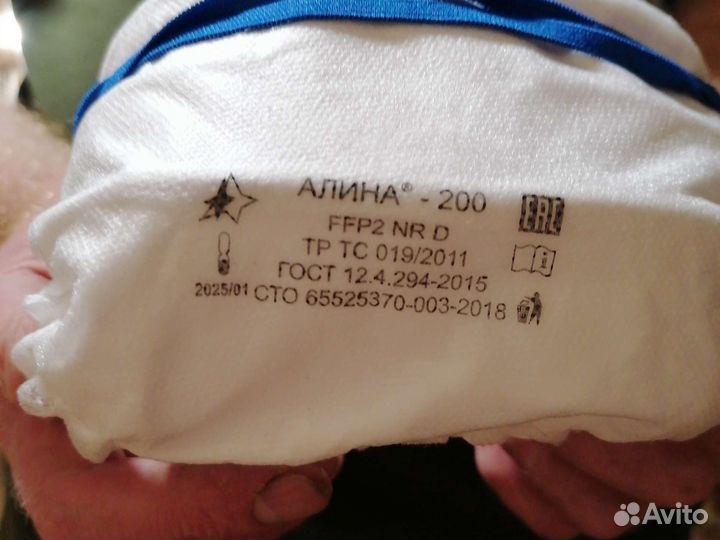 АЛИНА® - 200
FFP2 NR D
ТР ТС 019/2011
ГОСТ 12.4.294-2015
2025/01 СТО 65525370-003-2018
EAC
Avito